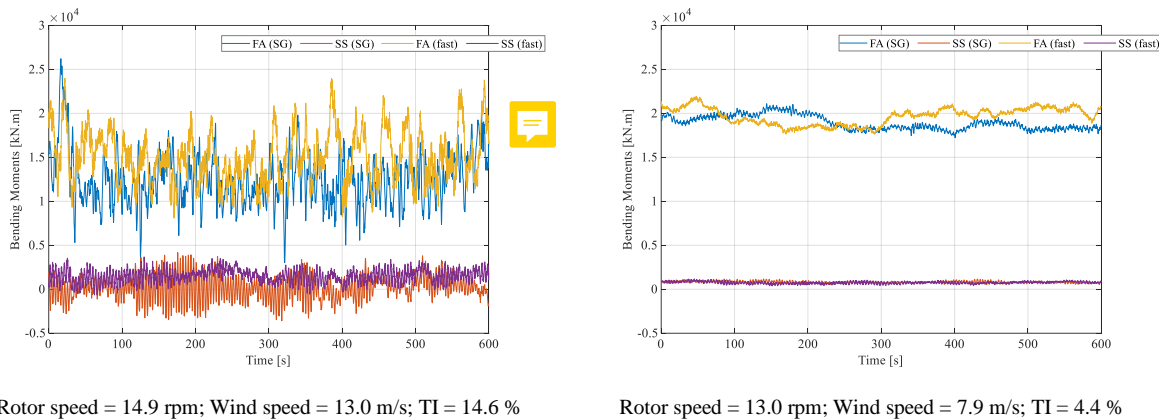 × 10⁴
3
2.5
2
1.5
1
0.5
0
-0.5
Bending Moments [kN.m]
FA (SG) SS (SG) FA (fast) SS (fast)
0 100 200 300 400 500 600
Time [s]
Rotor speed = 14.9 rpm; Wind speed = 13.0 m/s; TI = 14.6 %
× 10⁴
3
2.5
2
1.5
1
0.5
0
-0.5
Bending Moments [kN.m]
FA (SG) SS (SG) FA (fast) SS (fast)
0 100 200 300 400 500 600
Time [s]
Rotor speed = 13.0 rpm; Wind speed = 7.9 m/s; TI = 4.4 %